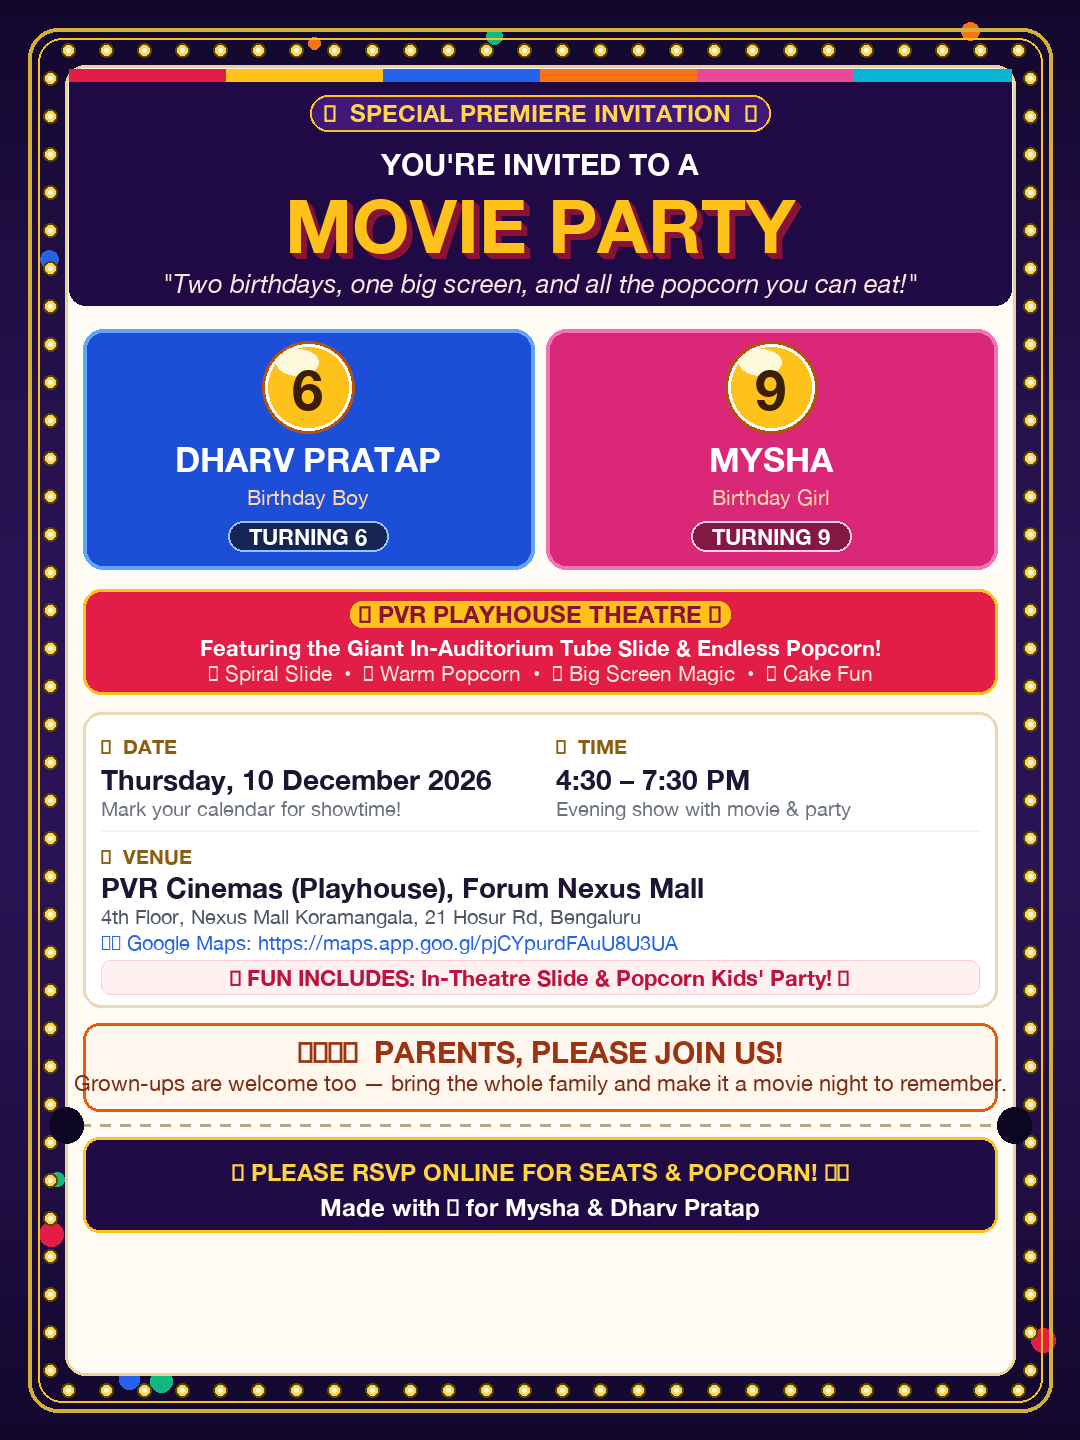 SPECIAL PREMIERE INVITATION
YOU'RE INVITED TO A
MOVIE PARTY
"Two birthdays, one big screen, and all the popcorn you can eat!"
6
DHARV PRATAP
Birthday Boy
TURNING 6
9
MYSHA
Birthday Girl
TURNING 9
PVR PLAYHOUSE THEATRE
Featuring the Giant In-Auditorium Tube Slide & Endless Popcorn!
Spiral Slide • Warm Popcorn • Big Screen Magic • Cake Fun
DATE
Thursday, 10 December 2026
Mark your calendar for showtime!
TIME
4:30 – 7:30 PM
Evening show with movie & party
VENUE
PVR Cinemas (Playhouse), Forum Nexus Mall
4th Floor, Nexus Mall Koramangala, 21 Hosur Rd, Bengaluru
Google Maps: https://maps.app.goo.gl/pjCYpurdFAuU8U3UA
FUN INCLUDES: In-Theatre Slide & Popcorn Kids' Party!
PARENTS, PLEASE JOIN US!
Grown-ups are welcome too — bring the whole family and make it a movie night to remember.
PLEASE RSVP ONLINE FOR SEATS & POPCORN!
Made with for Mysha & Dharv Pratap